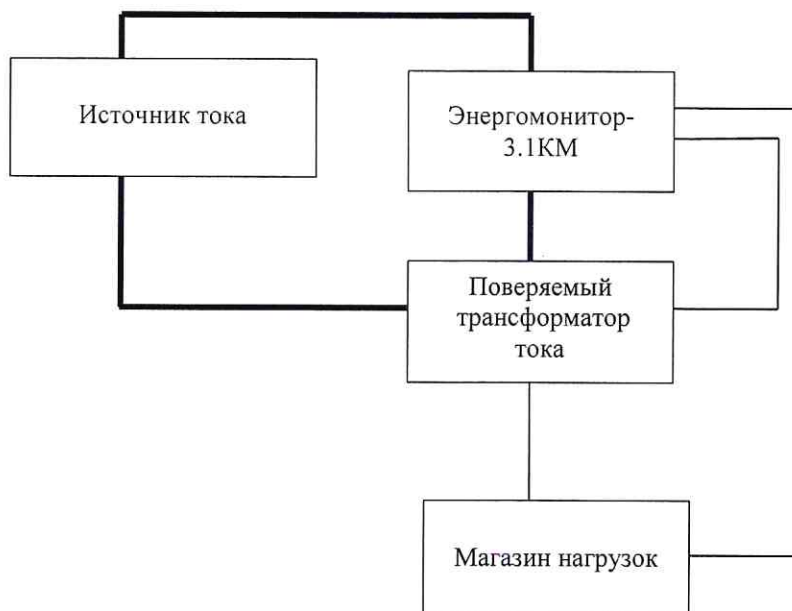 Источник тока
Энергомонитор-
3.1КМ
Поверяемый
трансформатор
тока
Магазин нагрузок